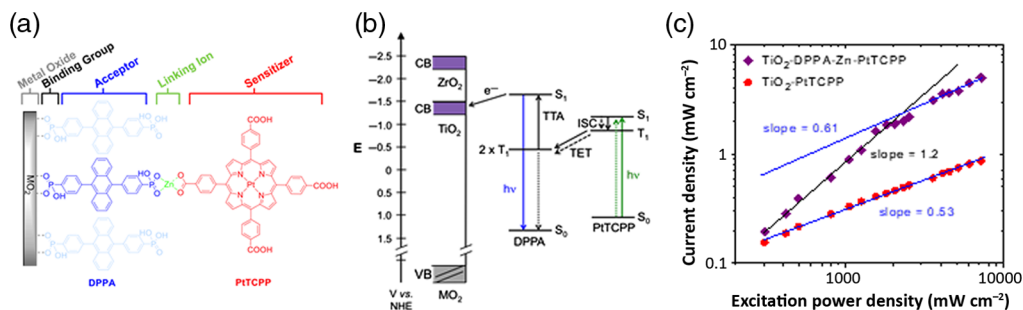 (a)
Metal Oxide
Binding Group
Acceptor
Linking Ion
Sensitizer
MO2
DPPA
PtTCPP
COOH
COOH
COOH
Pt
N
N
N
N
Zn
(b)
E
−2.5
−2.0
−1.5
−1.0
−0.5
0
0.5
1.0
1.5
V vs.
NHE
CB
ZrO2
CB
TiO2
VB
MO2
e−
S1
TTA
2 x T1
hν
S0
DPPA
ISC
S1
T1
TET
hν
S0
PtTCPP
(c)
Current density (mW cm−2)
10
1
0.1
TiO2-DPPA-Zn-PtTCPP
TiO2-PtTCPP
slope = 0.61
slope = 1.2
slope = 0.53
1000
10000
Excitation power density (mW cm−2)